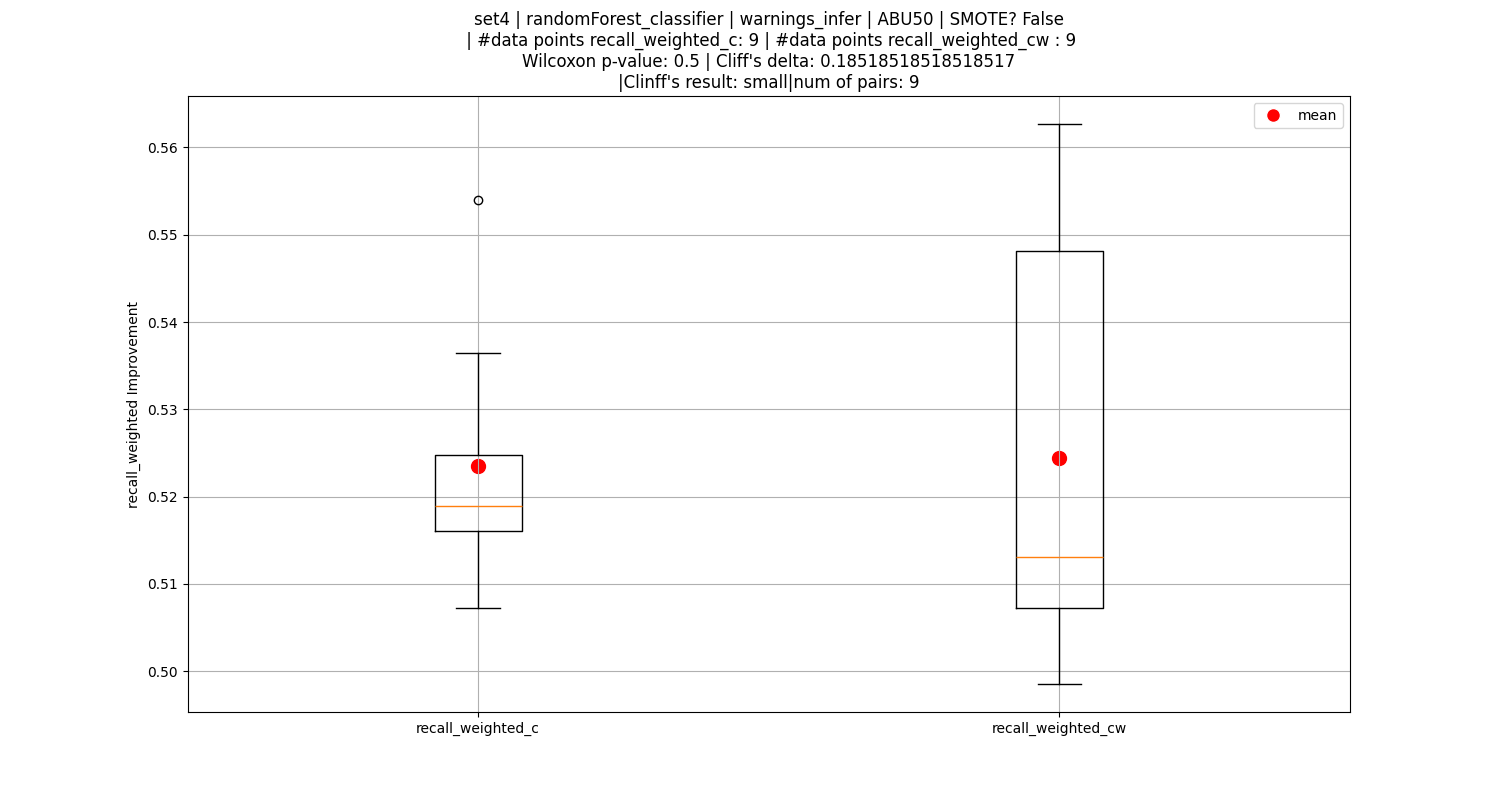 set4 | randomForest_classifier | warnings_infer | ABU50 | SMOTE? False
| #data points recall_weighted_c: 9 | #data points recall_weighted_cw : 9
Wilcoxon p-value: 0.5 | Cliff's delta: 0.18518518518518517
|Clinff's result: small|num of pairs: 9
mean
0.56
0.55
0.54
0.53
0.52
0.51
0.50
recall_weighted Improvement
recall_weighted_c
recall_weighted_cw